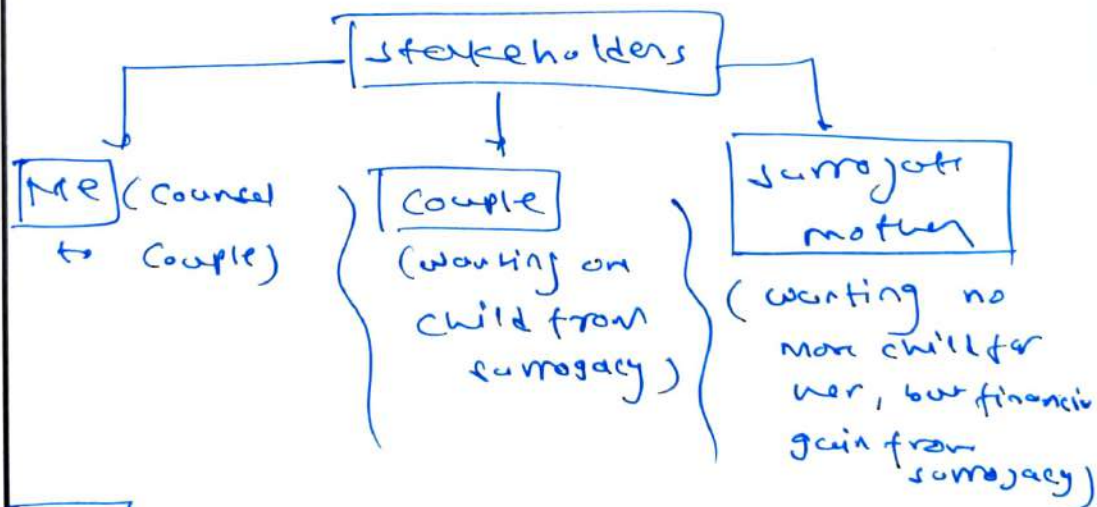 stakeholders
Me (Counsel
to Couple)
Couple
(wanting on
child from
surrogacy)
surrogate
mother
(wanting no
more child for
her, but financial
gain from
surrogacy)